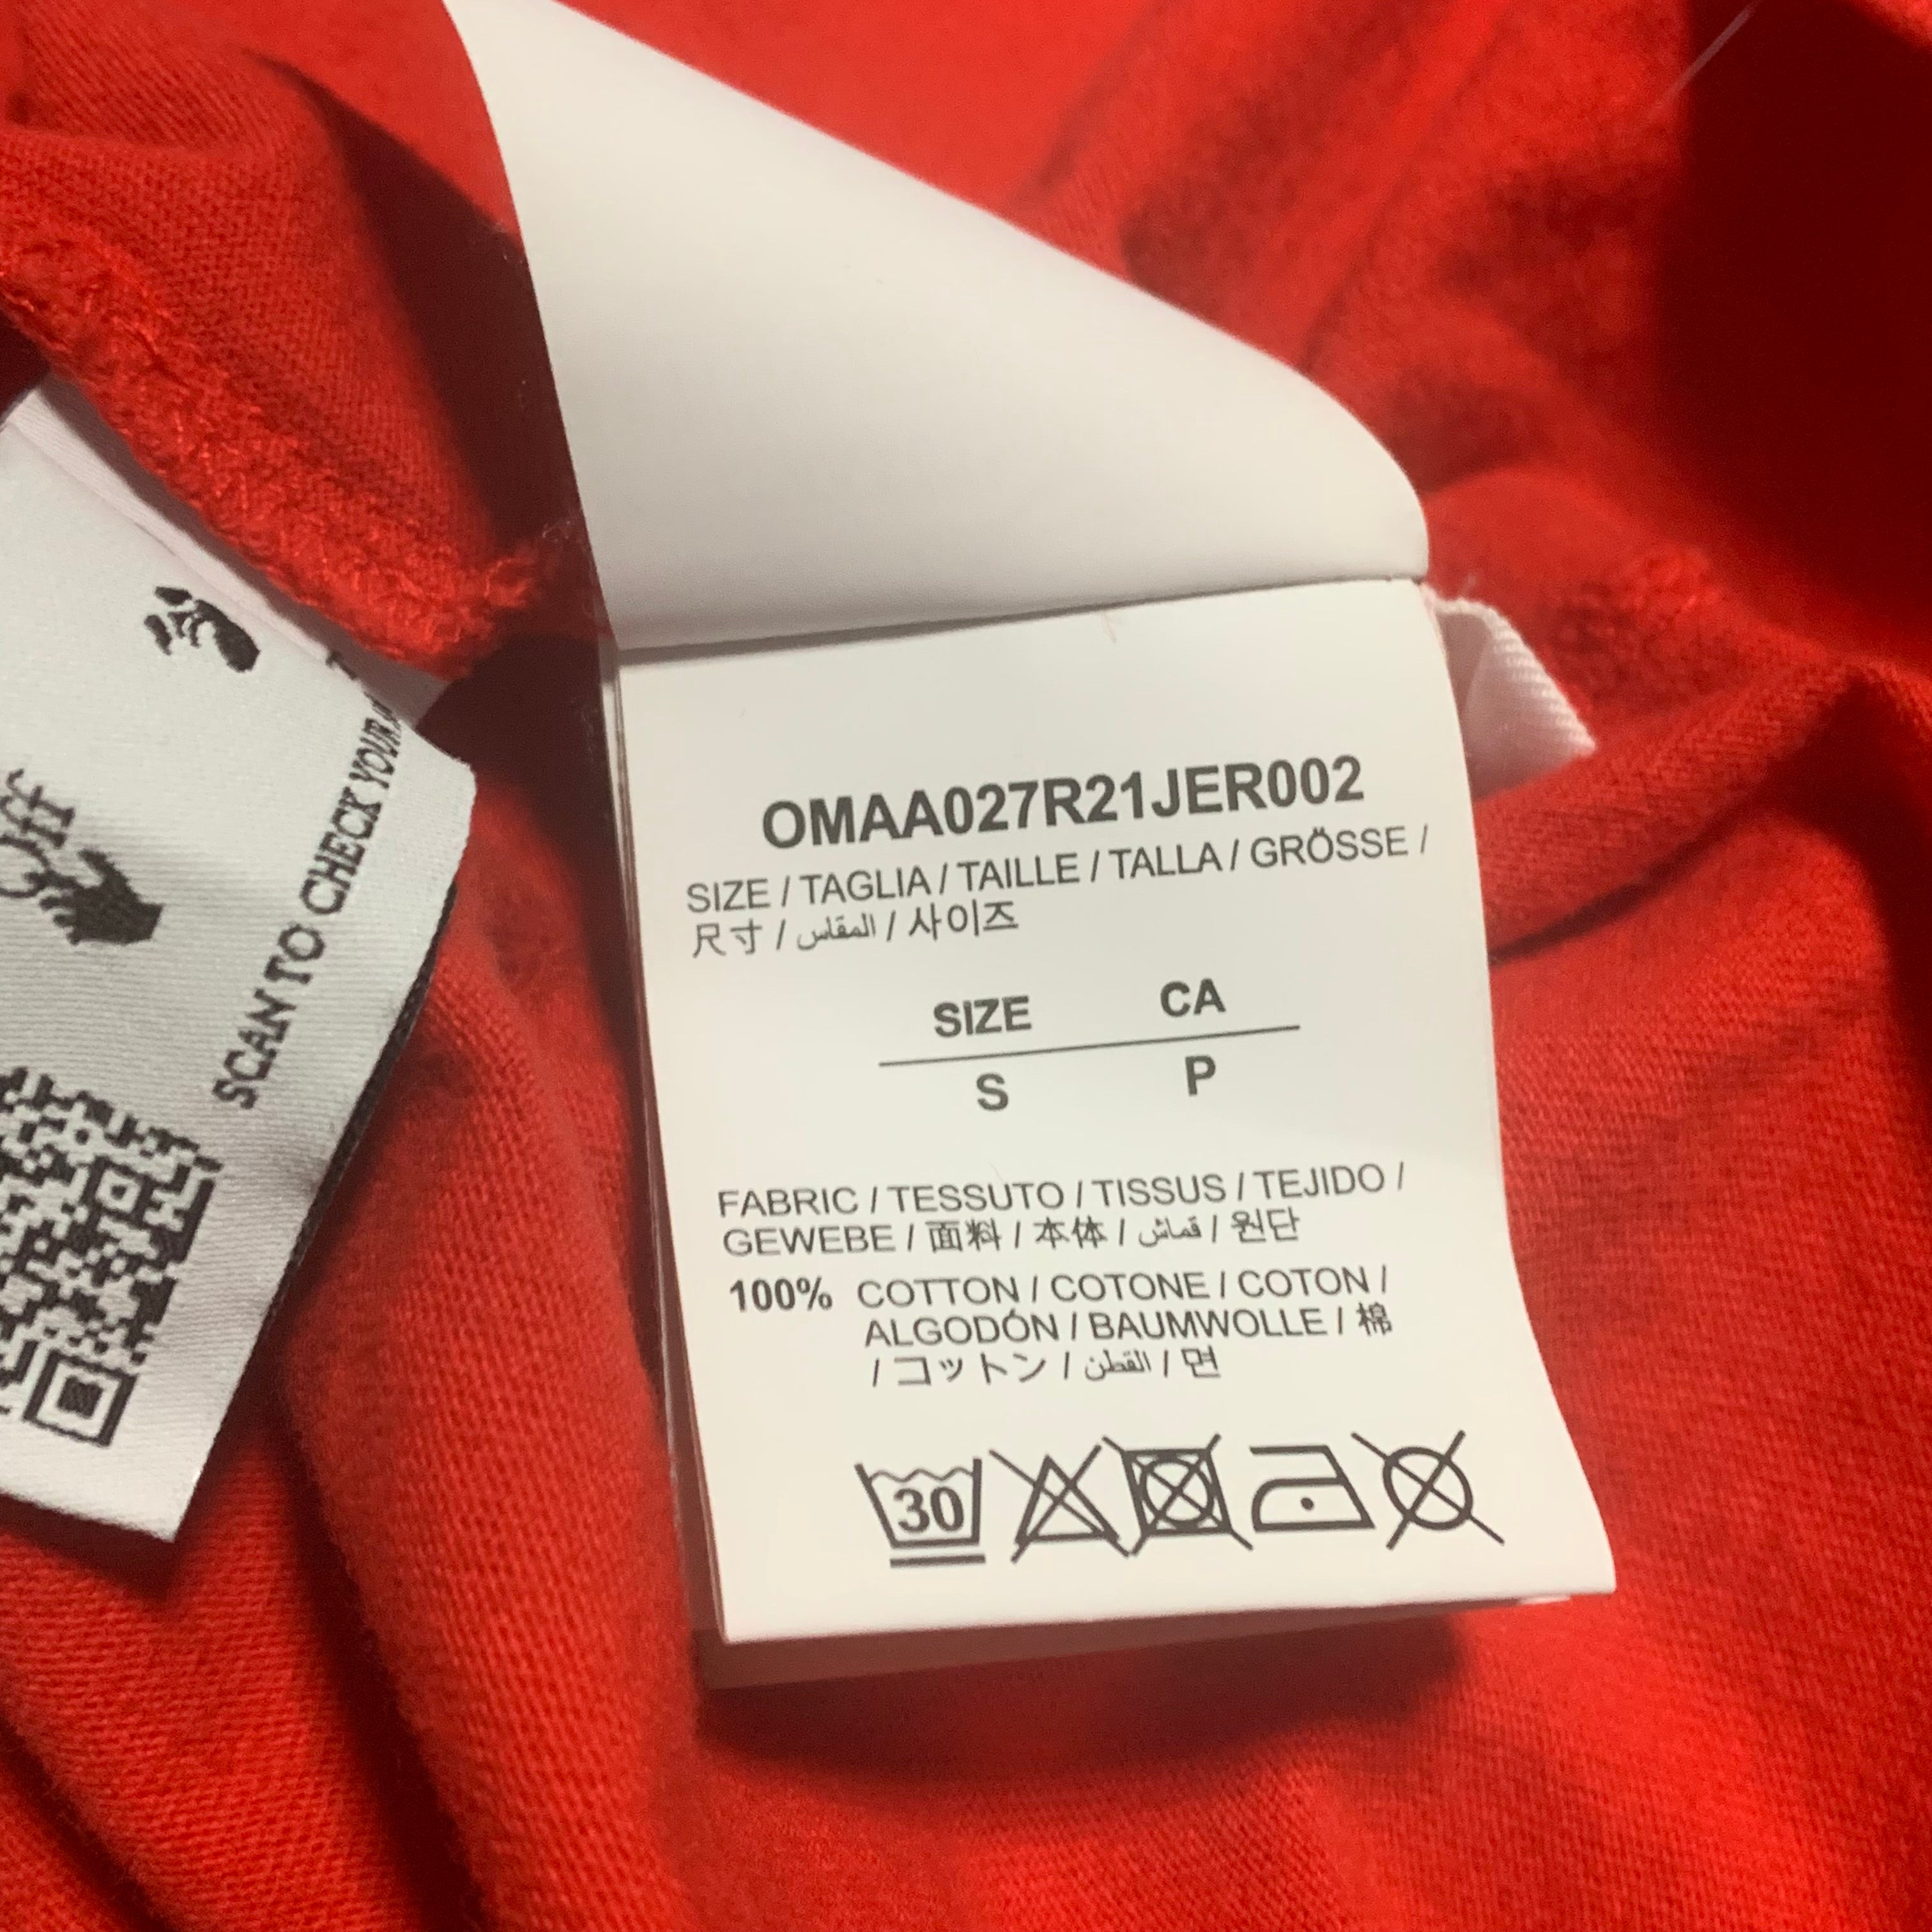 Off
SCAN TO CHECK YOUR
OMAA027R21JER002
SIZE / TAGLIA / TAILLE / TALLA / GRÖSSE /
尺寸 / المقاس / 사이즈
SIZE CA
S P
FABRIC / TESSUTO / TISSUS / TEJIDO /
GEWEBE / 面料 / 本体 / قماش / 원단
100% COTTON / COTONE / COTON /
ALGODÓN / BAUMWOLLE / 棉
/ コットン / القطن / 면
30